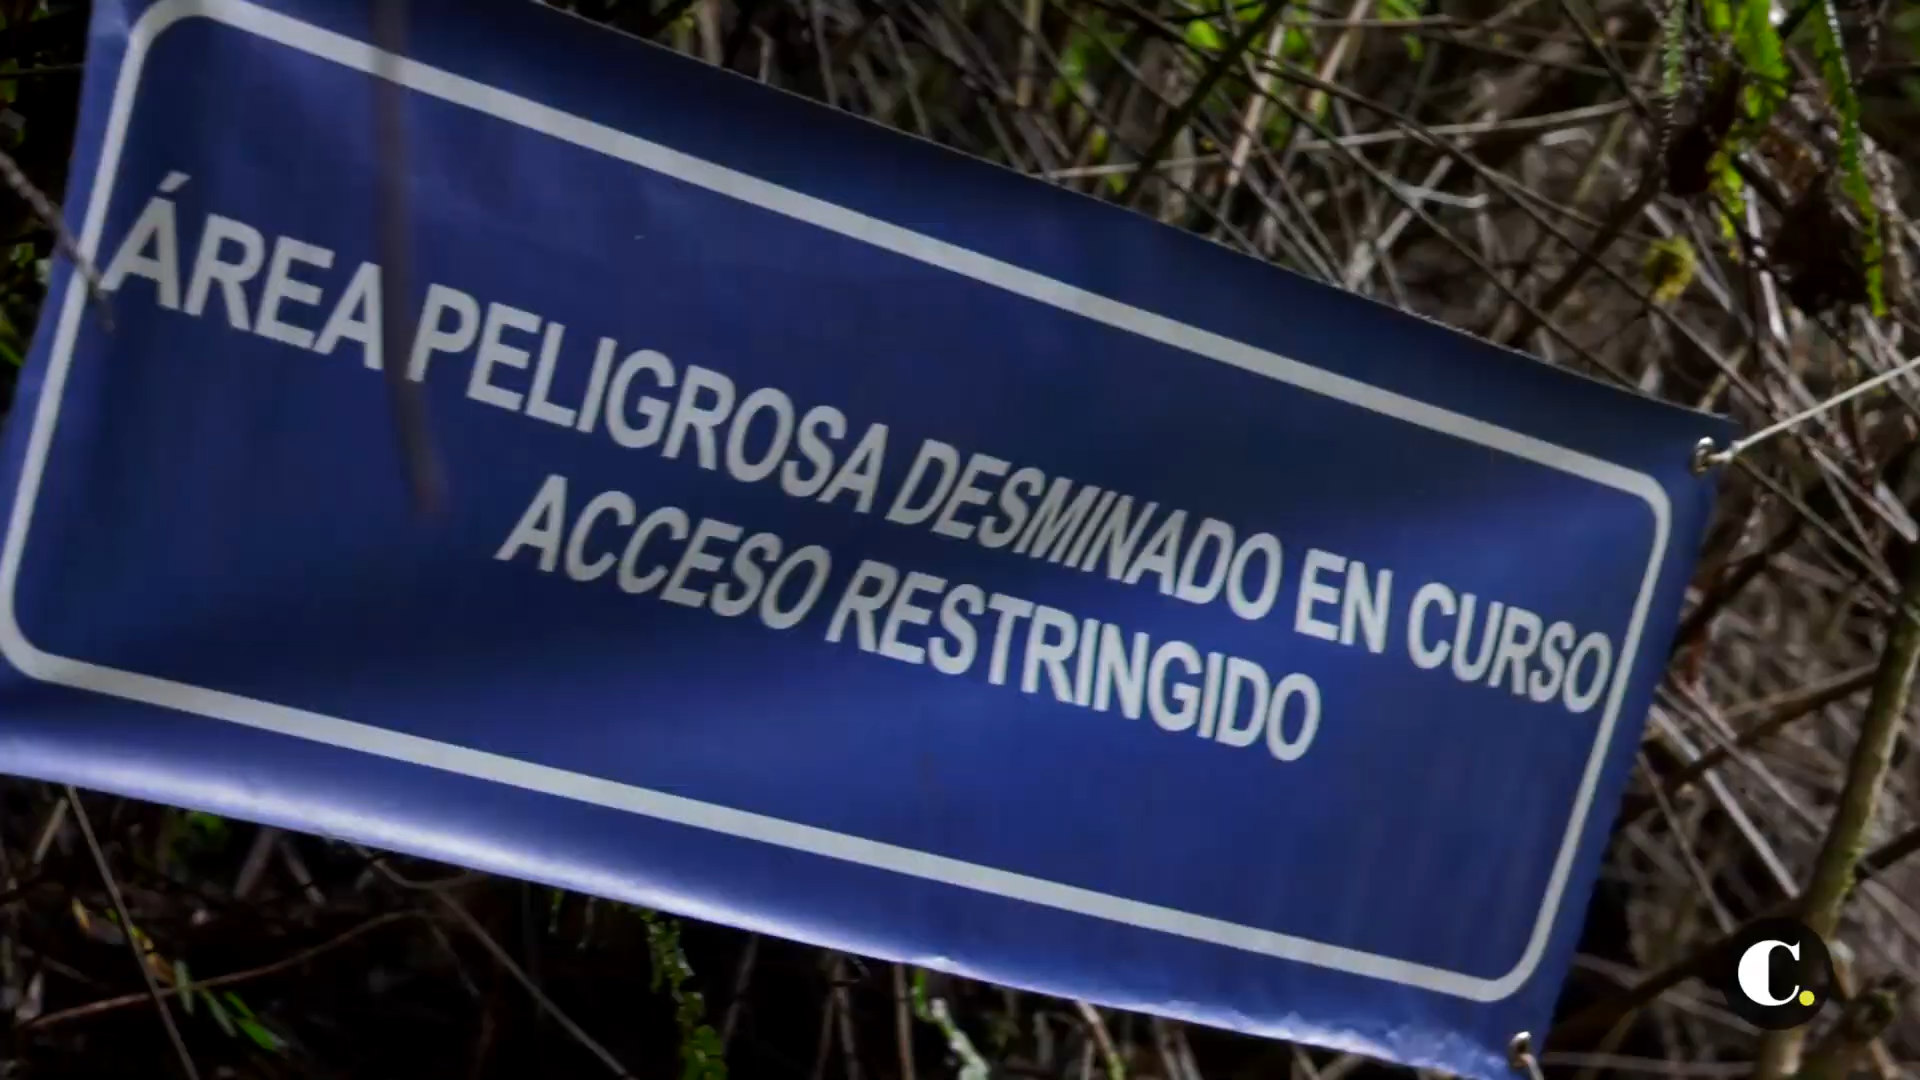 ÁREA PELIGROSA DESMINADO EN CURSO
ACCESO RESTRINGIDO
C.